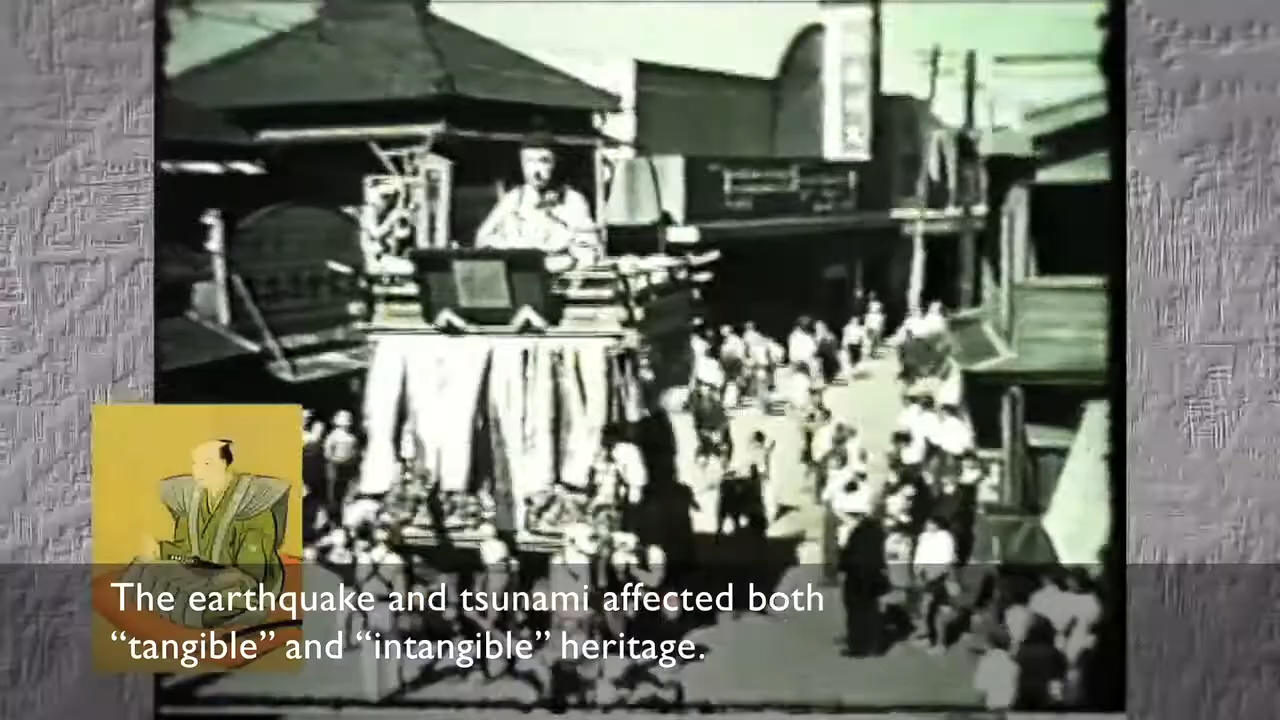 The earthquake and tsunami affected both
“tangible” and “intangible” heritage.